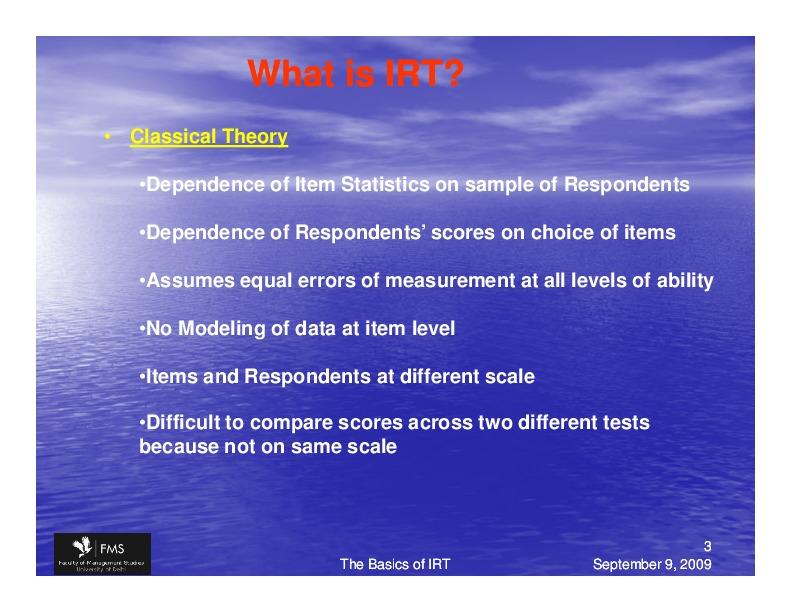 What is IRT?
• Classical Theory
•Dependence of Item Statistics on sample of Respondents
•Dependence of Respondents’ scores on choice of items
•Assumes equal errors of measurement at all levels of ability
•No Modeling of data at item level
•Items and Respondents at different scale
•Difficult to compare scores across two different tests
because not on same scale
FMS
Faculty of Management Studies
University of Delhi
The Basics of IRT
3
September 9, 2009